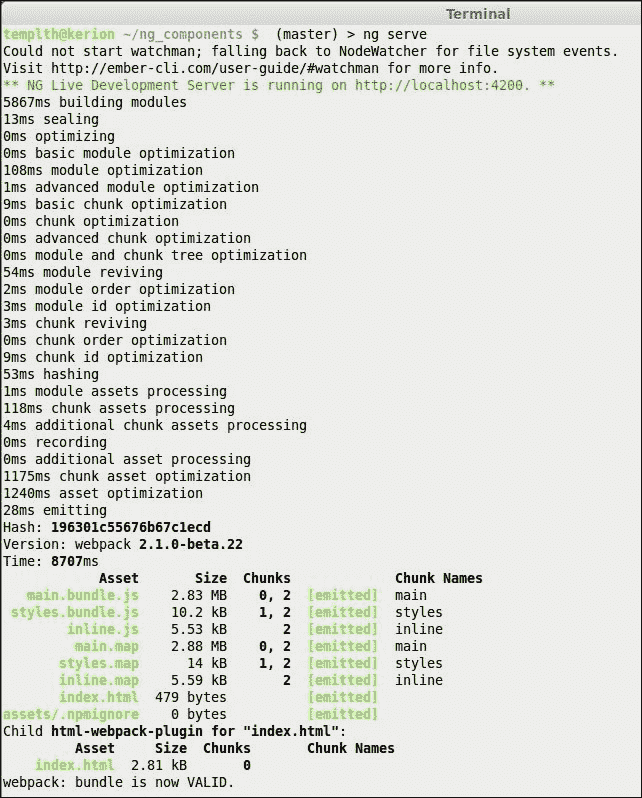 Terminal
templth@kerion ~/ng_components $  (master) > ng serve
Could not start watchman; falling back to NodeWatcher for file system events.
Visit http://ember-cli.com/user-guide/#watchman for more info.
** NG Live Development Server is running on http://localhost:4200. **
5867ms building modules
13ms sealing
0ms optimizing
0ms basic module optimization
108ms module optimization
1ms advanced module optimization
9ms basic chunk optimization
0ms chunk optimization
0ms advanced chunk optimization
0ms module and chunk tree optimization
54ms module reviving
2ms module order optimization
3ms module id optimization
3ms chunk reviving
0ms chunk order optimization
9ms chunk id optimization
53ms hashing
1ms module assets processing
118ms chunk assets processing
4ms additional chunk assets processing
0ms recording
0ms additional asset processing
1175ms chunk asset optimization
1240ms asset optimization
28ms emitting
Hash: 196301c55676b67c1ecd
Version: webpack 2.1.0-beta.22
Time: 8707ms
Asset Size Chunks Chunk Names
main.bundle.js 2.83 MB 0, 2 [emitted] main
styles.bundle.js 10.2 kB 1, 2 [emitted] styles
inline.js 5.53 kB 2 [emitted] inline
main.map 2.88 MB 0, 2 [emitted] main
styles.map 14 kB 1, 2 [emitted] styles
inline.map 5.59 kB 2 [emitted] inline
index.html 479 bytes [emitted]
assets/.npmignore 0 bytes [emitted]
Child html-webpack-plugin for "index.html":
Asset Size Chunks Chunk Names
index.html 2.81 kB 0
webpack: bundle is now VALID.